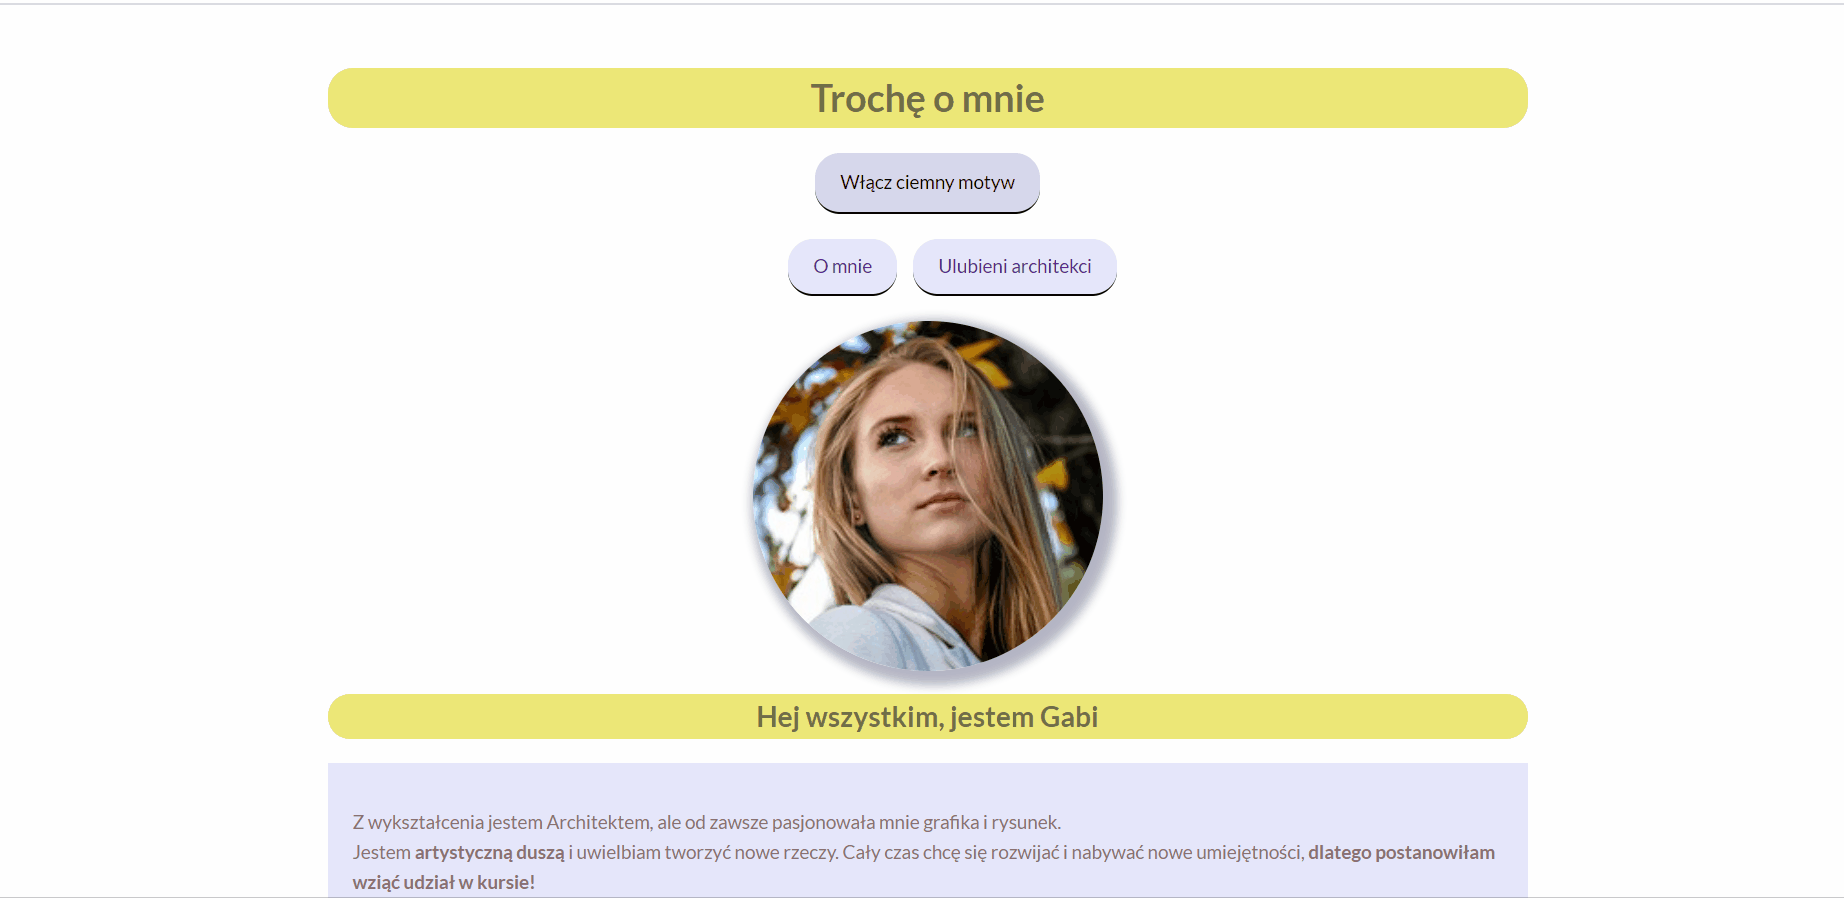 Trochę o mnie
Włącz ciemny motyw
O mnie Ulubieni architekci
Hej wszystkim, jestem Gabi
Z wykształcenia jestem Architektem, ale od zawsze pasjonowała mnie grafika i rysunek.
Jestem artystyczną duszą i uwielbiam tworzyć nowe rzeczy. Cały czas chcę się rozwijać i nabywać nowe umiejętności, dlatego postanowiłam
wziąć udział w kursie!